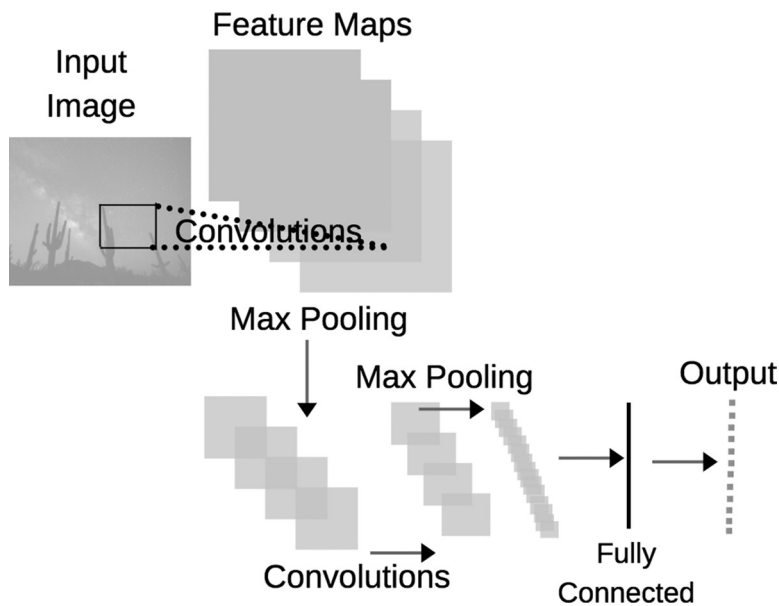 Feature Maps
Input
Image
Convolutions
Max Pooling
Max Pooling
Output
Convolutions
Fully
Connected